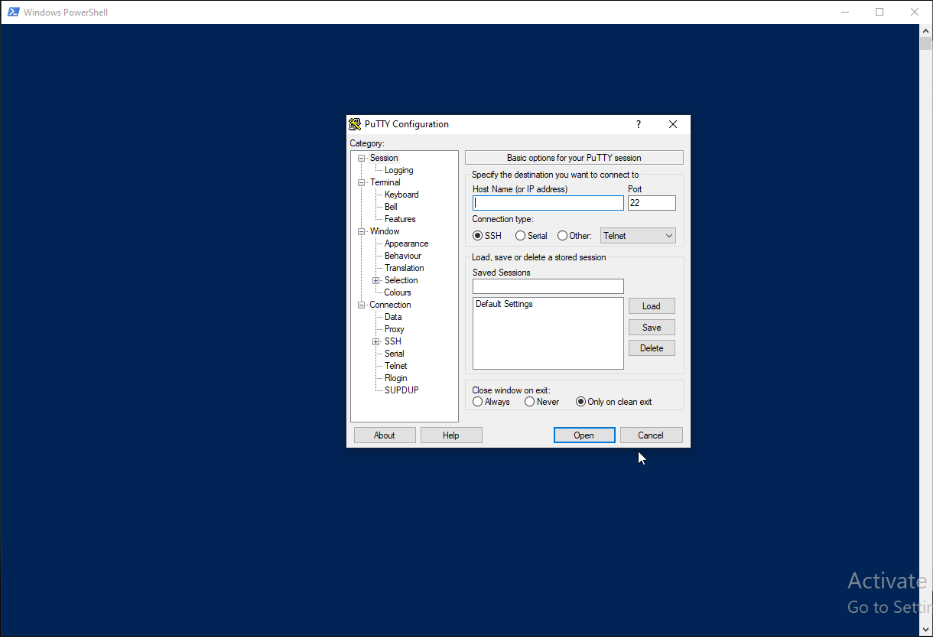 Windows PowerShell
PuTTY Configuration
?
Category:
Session
Logging
Terminal
Keyboard
Bell
Features
Window
Appearance
Behaviour
Translation
Selection
Colours
Connection
Data
Proxy
SSH
Serial
Telnet
Rlogin
SUPDUP
Basic options for your PuTTY session
Specify the destination you want to connect to
Host Name (or IP address) Port
22
Connection type:
SSH Serial Other: Telnet
Load, save or delete a stored session
Saved Sessions
Default Settings
Load
Save
Delete
Close window on exit:
Always Never Only on clean exit
About Help Open Cancel
Activate
Go to Settin